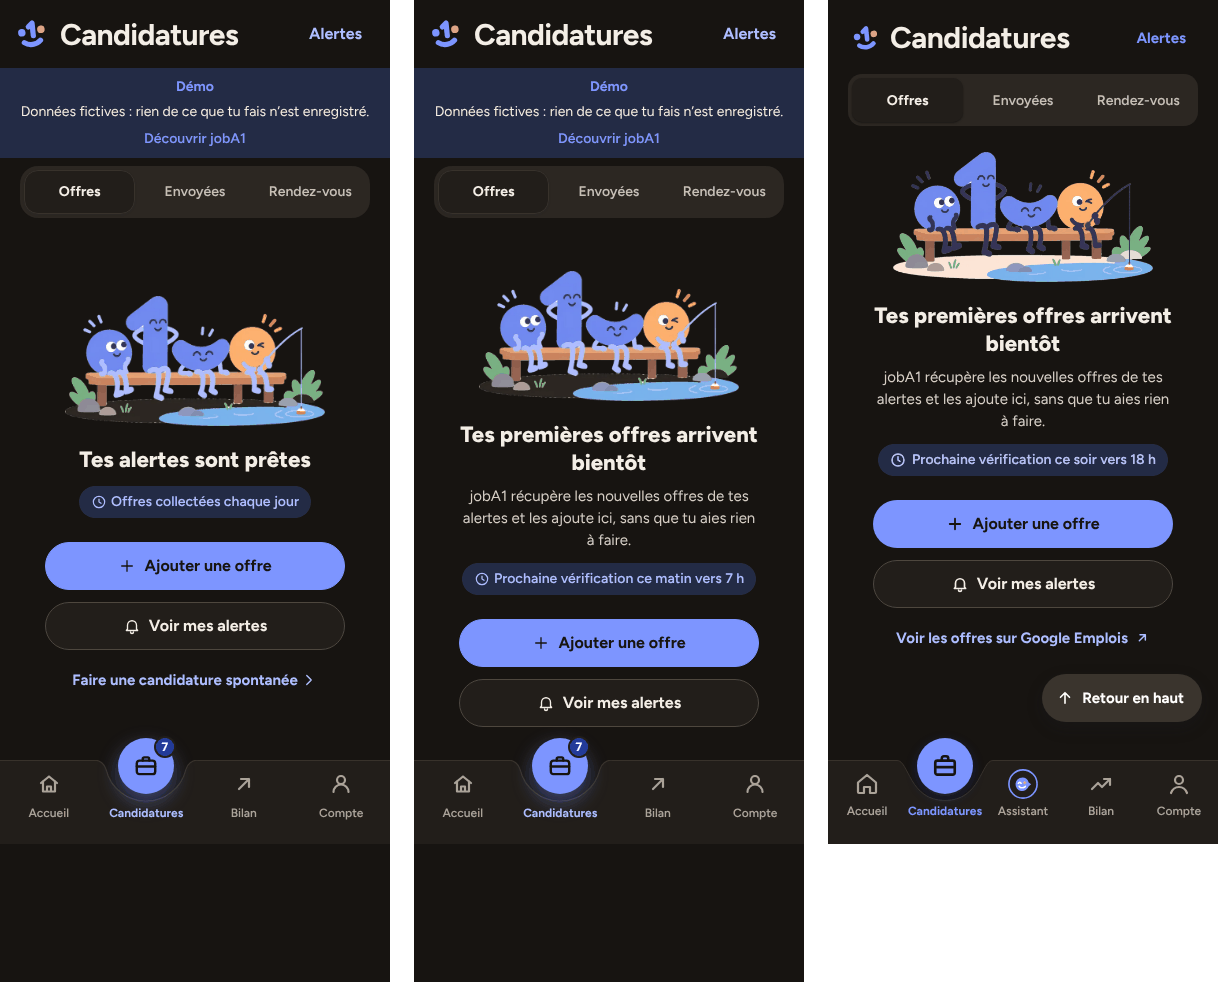 Candidatures
Alertes
Démo
Données fictives : rien de ce que tu fais n’est enregistré.
Découvrir jobA1
Offres
Envoyées
Rendez-vous
Tes alertes sont prêtes
Offres collectées chaque jour
Ajouter une offre
Voir mes alertes
Faire une candidature spontanée
7
Accueil
Candidatures
Bilan
Compte
Candidatures
Alertes
Démo
Données fictives : rien de ce que tu fais n’est enregistré.
Découvrir jobA1
Offres
Envoyées
Rendez-vous
Tes premières offres arrivent
bientôt
jobA1 récupère les nouvelles offres de tes
alertes et les ajoute ici, sans que tu aies rien
à faire.
Prochaine vérification ce matin vers 7 h
Ajouter une offre
Voir mes alertes
7
Accueil
Candidatures
Bilan
Compte
Candidatures
Alertes
Offres
Envoyées
Rendez-vous
Tes premières offres arrivent
bientôt
jobA1 récupère les nouvelles offres de tes
alertes et les ajoute ici, sans que tu aies rien
à faire.
Prochaine vérification ce soir vers 18 h
Ajouter une offre
Voir mes alertes
Voir les offres sur Google Emplois
Retour en haut
Accueil
Candidatures
Assistant
Bilan
Compte